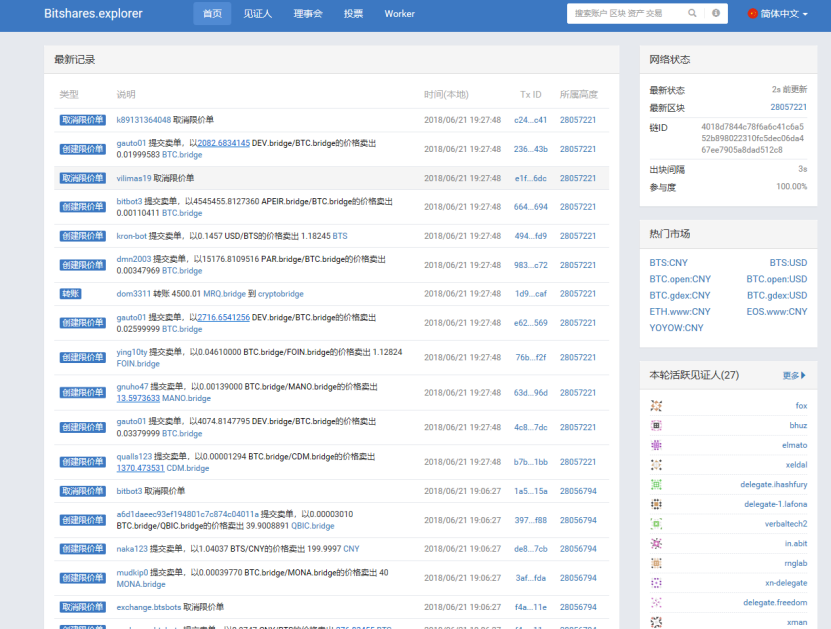 Bitshares.explorer
首页 见证人 理事会 投票 Worker
搜索账户 区块 资产 交易
简体中文
最新记录
类型 说明 时间(本地) Tx ID 所属高度
取消限价单 k89131364048 取消限价单 2018/06/21 19:27:48 c24...c41 28057221
创建限价单 gauto01 提交卖单，以2082.6834145 DEV.bridge/BTC.bridge的价格卖出 2018/06/21 19:27:48 236...43b 28057221
0.01999583 BTC.bridge
取消限价单 vilimas19 取消限价单 2018/06/21 19:27:48 e1f...6dc 28057221
创建限价单 bitbot3 提交卖单，以4545455.8127360 APEIR.bridge/BTC.bridge的价格卖出 2018/06/21 19:27:48 664...694 28057221
0.00110411 BTC.bridge
创建限价单 kron-bot 提交卖单，以0.1457 USD/BTS的价格卖出 1.18245 BTS 2018/06/21 19:27:48 494...fd9 28057221
创建限价单 dmn2003 提交卖单，以15176.8109516 PAR.bridge/BTC.bridge的价格卖出 2018/06/21 19:27:48 983...c72 28057221
0.00347969 BTC.bridge
转账 dom3311 转账 4500.01 MRQ.bridge 到 cryptobridge 2018/06/21 19:27:48 1d9...caf 28057221
创建限价单 gauto01 提交卖单，以2716.6541256 DEV.bridge/BTC.bridge的价格卖出 2018/06/21 19:27:48 e62...569 28057221
0.02599999 BTC.bridge
创建限价单 ying10ty 提交卖单，以0.04610000 BTC.bridge/FOIN.bridge的价格卖出 1.12824 2018/06/21 19:27:48 76b...f2f 28057221
FOIN.bridge
创建限价单 gnuho47 提交卖单，以0.00139000 BTC.bridge/MANO.bridge的价格卖出 2018/06/21 19:27:48 63d...96d 28057221
13.5973633 MANO.bridge
创建限价单 gauto01 提交卖单，以4074.8147795 DEV.bridge/BTC.bridge的价格卖出 2018/06/21 19:27:48 4c8...7dc 28057221
0.03379999 BTC.bridge
创建限价单 qualls123 提交卖单，以0.00001294 BTC.bridge/CDM.bridge的价格卖出 2018/06/21 19:27:48 b7b...1bb 28057221
1370.473531 CDM.bridge
取消限价单 bitbot3 取消限价单 2018/06/21 19:06:27 1a5...15a 28056794
创建限价单 a6d1daeec93ef194801c7c874c04011a 提交卖单，以0.00003010 2018/06/21 19:06:27 397...f88 28056794
BTC.bridge/QBIC.bridge的价格卖出 39.9008891 QBIC.bridge
创建限价单 naka123 提交卖单，以1.04037 BTS/CNY的价格卖出 199.9997 CNY 2018/06/21 19:06:27 de8...7cb 28056794
创建限价单 mudkip0 提交卖单，以0.00039770 BTC.bridge/MONA.bridge的价格卖出 40 2018/06/21 19:06:27 3af...fda 28056794
MONA.bridge
取消限价单 exchange.btsbots 取消限价单 2018/06/21 19:06:27 f4a...11e 28056794
网络状态
最新状态 2s 前更新
最新区块 28057221
链ID 4018d7844c78f6a6c41c6a5
52b898022310fc5dec06da4
67ee7905a8dad512c8
出块间隔 3s
参与度 100.00%
热门市场
BTS:CNY BTS:USD
BTC.open:CNY BTC.open:USD
BTC.gdex:CNY BTC.gdex:USD
ETH.www:CNY EOS.www:CNY
YOYOW:CNY
本轮活跃见证人(27) 更多
fox
bhuz
elmato
xeldal
delegate.ihashfury
delegate-1.lafona
verbaltech2
in.abit
rnglab
xn-delegate
delegate.freedom
xman